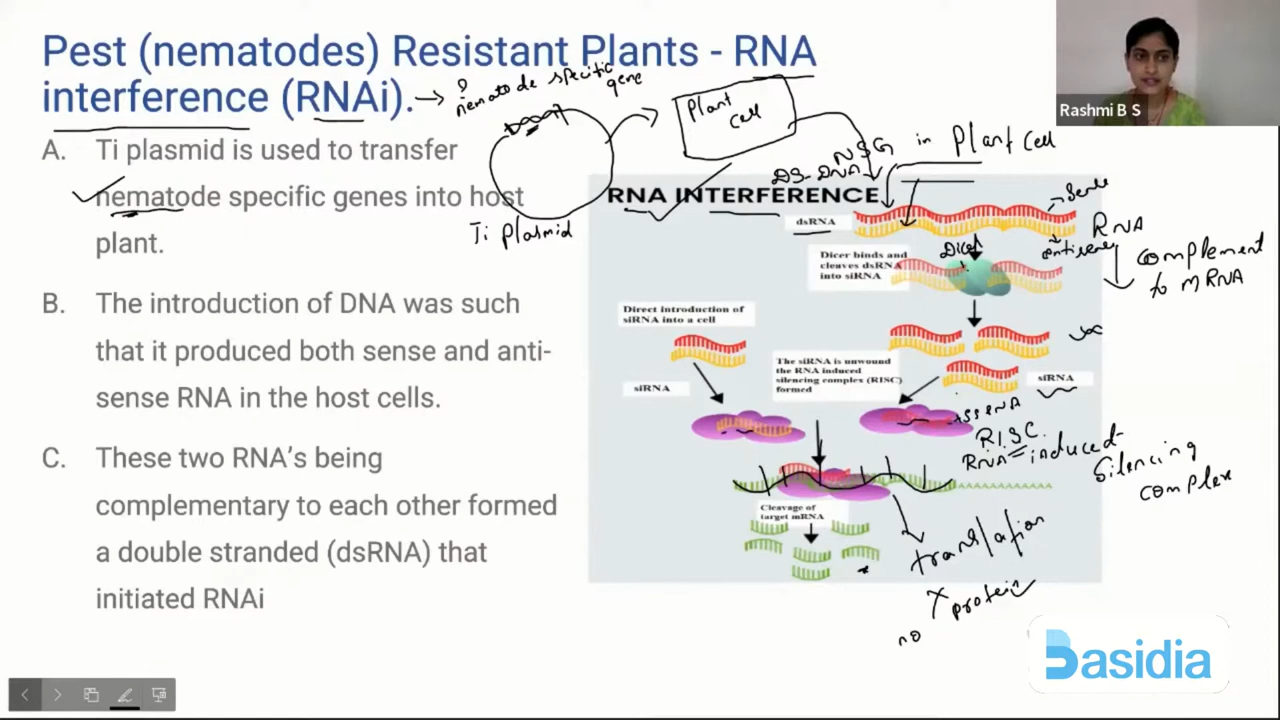 Pest (nematodes) Resistant Plants - RNA
interference (RNAi).
nematode specific
gene
Plant
cell
Rashmi B S
A. Ti plasmid is used to transfer
nematode specific genes into host
plant.
Ti plasmid
NSG in Plant Cell
DS-DNA
RNA INTERFERENCE
dsRNA
Sense
RNA
antisense
complement
to mRNA
Dicer
Dicer binds and
cleaves dsRNA
into siRNA
B. The introduction of DNA was such
that it produced both sense and anti-
sense RNA in the host cells.
Direct introduction of
siRNA into a cell
siRNA
The siRNA is unwound
the RNA induced
silencing complex (RISC)
formed
siRNA
ssRNA
RISC
RNA-induced
Silencing
complex
C. These two RNA's being
complementary to each other formed
a double stranded (dsRNA) that
initiated RNAi
Cleavage of
target mRNA
translation
X protein
no
Basidia